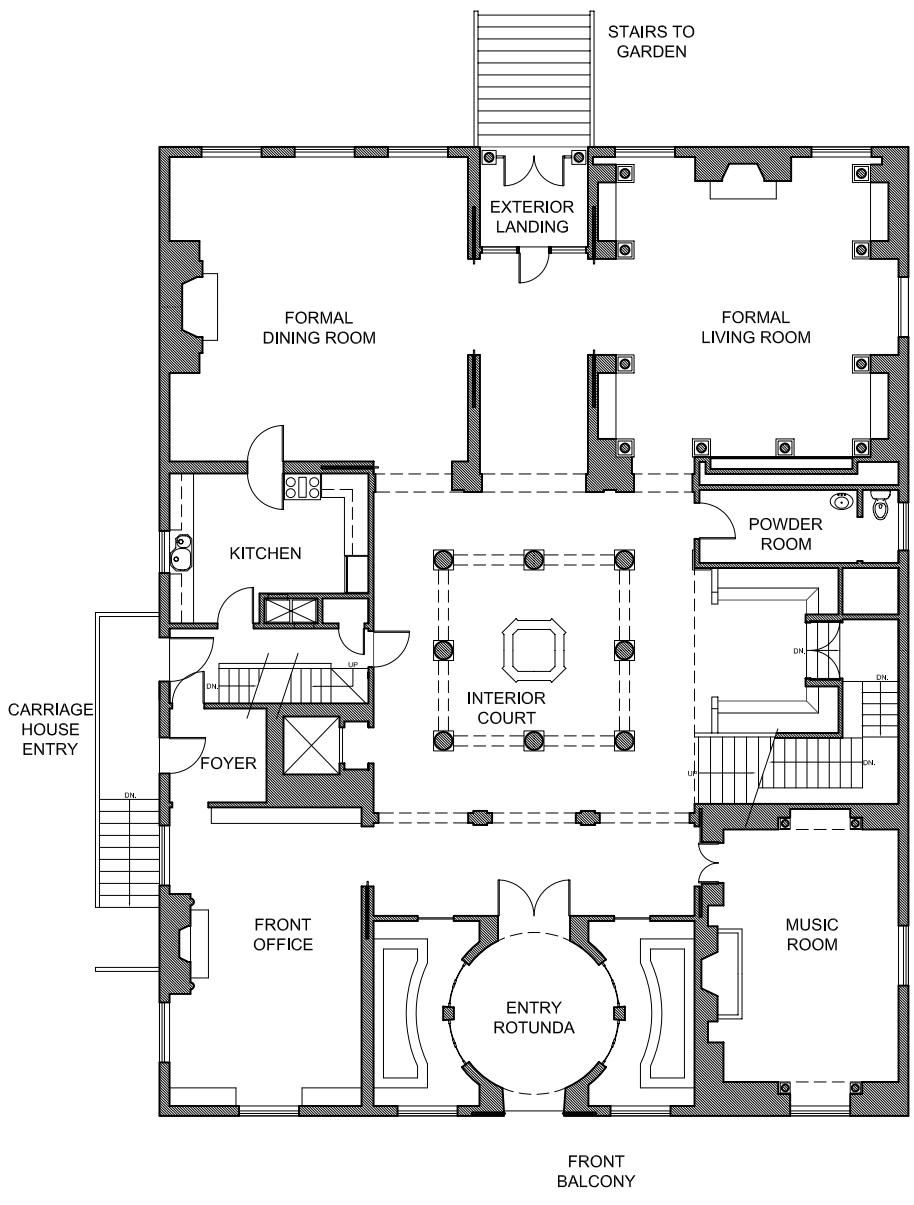 STAIRS TO
GARDEN
EXTERIOR
LANDING
FORMAL
DINING ROOM
FORMAL
LIVING ROOM
KITCHEN
POWDER
ROOM
UP
DN.
DN.
DN.
INTERIOR
COURT
CARRIAGE
HOUSE
ENTRY
FOYER
UP
DN.
DN.
FRONT
OFFICE
MUSIC
ROOM
ENTRY
ROTUNDA
FRONT
BALCONY